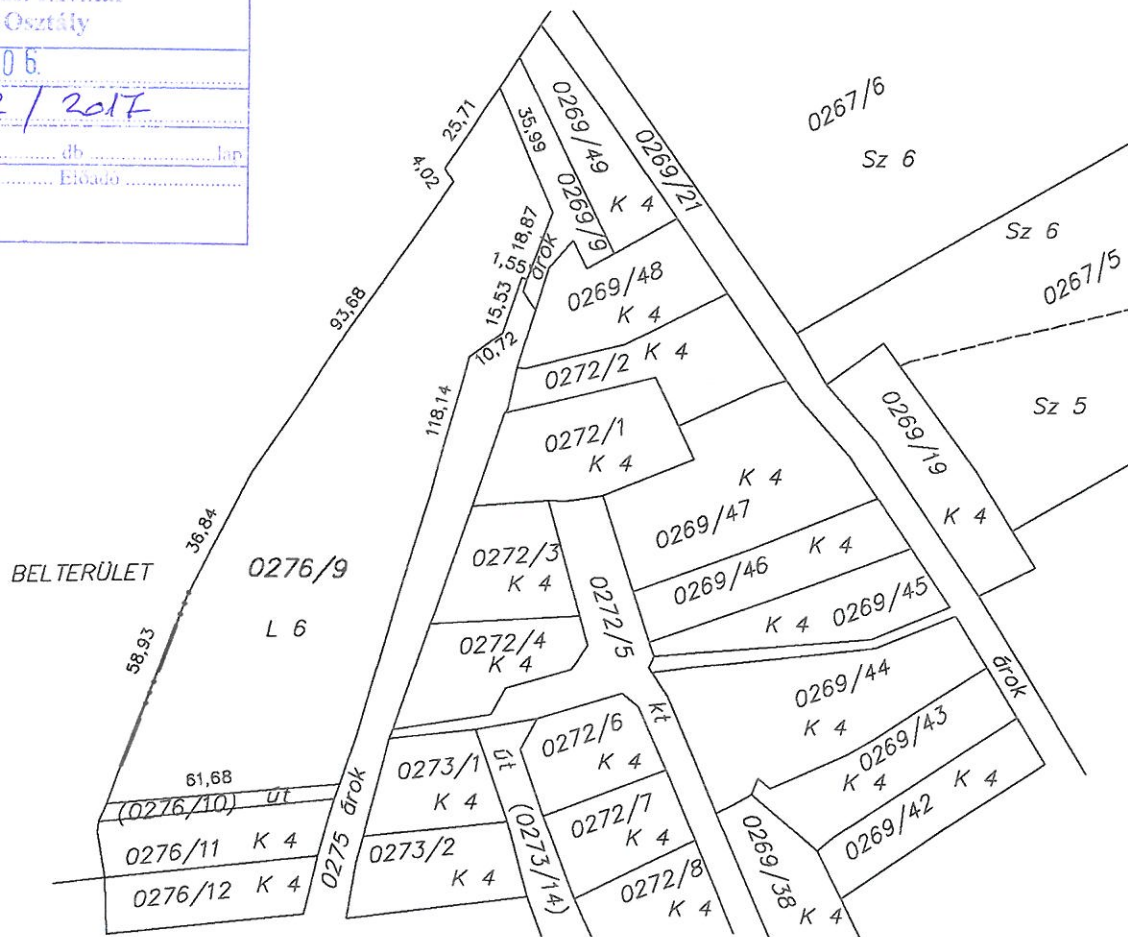 Osztály
06.
/ 2017
db lap
Előadó
25,71
4,02
93,68
36,84
58,93
35,99
18,87
1,55
15,53
10,72
118,14
61,68
BELTERÜLET
0276/9
L 6
(0276/10) út
0276/11 K 4
0276/12 K 4
0275 árok
árok
0269/49
K 4
0269/9
0269/21
0267/6
Sz 6
Sz 6
0267/5
Sz 5
0269/48
K 4
0272/2 K 4
0272/1
K 4
0269/19
K 4
K 4
0269/47
0272/3
K 4
0272/4
K 4
0272/5
kt
0269/46 K 4
K 4 0269/45
0269/44
K 4
árok
0269/43
K 4
0269/42 K 4
0269/38
K 4
0273/1
K 4
0273/2
K 4
út
(0273/14)
0272/6
K 4
0272/7
K 4
0272/8
K 4